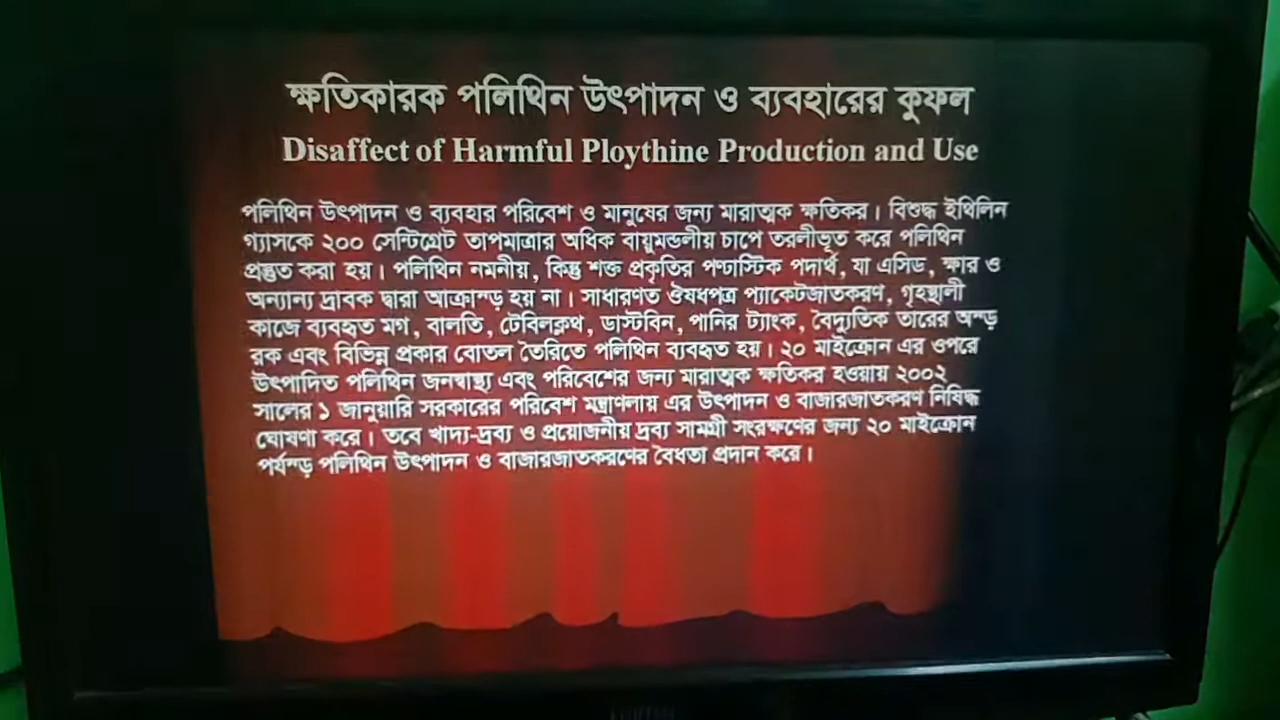 ক্ষতিকারক পলিথিন উৎপাদন ও ব্যবহারের কুফল
Disaffect of Harmful Ploythine Production and Use
পলিথিন উৎপাদন ও ব্যবহার পরিবেশ ও মানুষের জন্য মারাত্মক ক্ষতিকর। বিশুদ্ধ ইথিলিন
গ্যাসকে ২০০ সেন্টিগ্রেট তাপমাত্রার অধিক বায়ুমন্ডলীয় চাপে তরলীভূত করে পলিথিন
প্রস্তুত করা হয়। পলিথিন নমনীয়, কিন্তু শক্ত প্রকৃতির পণ্ঢাস্টিক পদার্থ, যা এসিড, ক্ষার ও
অন্যান্য দ্রাবক দ্বারা আক্রাল্ড় হয় না। সাধারণত ঔষধপত্র প্যাকেটজাতকরণ, গৃহস্থালী
কাজে ব্যবহৃত মগ, বালতি, টেবিলক্লথ, ডাস্টবিন, পানির ট্যাংক, বৈদ্যুতিক তারের অল্ড়
রক এবং বিভিন্ন প্রকার বোতল তৈরিতে পলিথিন ব্যবহৃত হয়। ২০ মাইক্রোন এর ওপরে
উৎপাদিত পলিথিন জনস্বাস্থ্য এবং পরিবেশের জন্য মারাত্মক ক্ষতিকর হওয়ায় ২০০২
সালের ১ জানুয়ারি সরকারের পরিবেশ মন্ত্রাণলায় এর উৎপাদন ও বাজারজাতকরণ নিষিদ্ধ
ঘোষণা করে। তবে খাদ্য-দ্রব্য ও প্রয়োজনীয় দ্রব্য সামগ্রী সংরক্ষণের জন্য ২০ মাইক্রোন
পর্যল্ড় পলিথিন উৎপাদন ও বাজারজাতকরণের বৈধতা প্রদান করে।